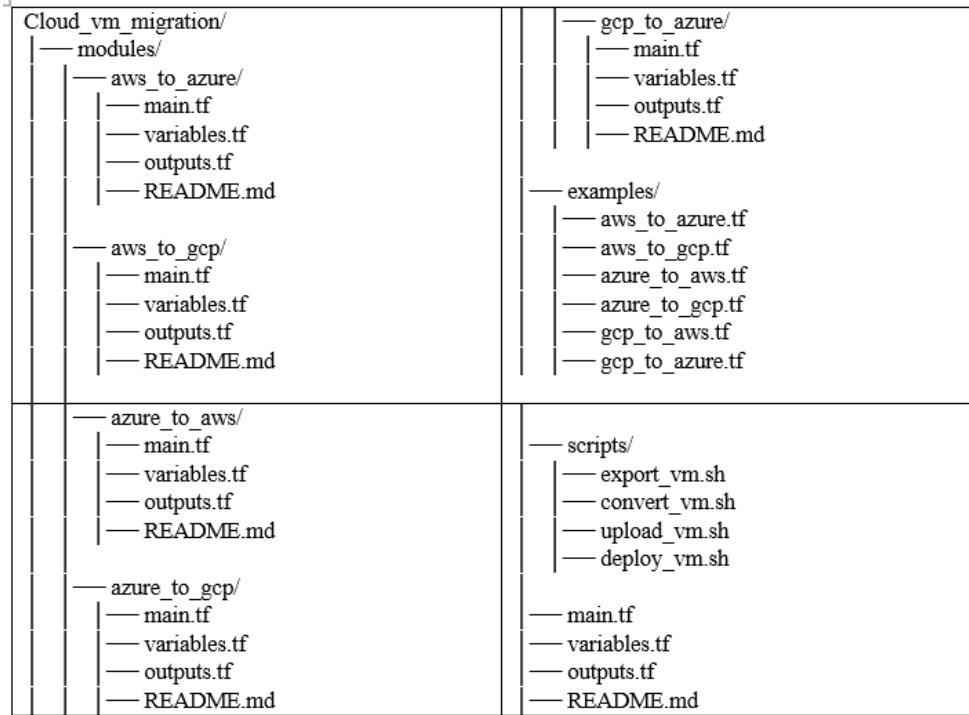 Cloud_vm_migration/
modules/
aws_to_azure/
main.tf
variables.tf
outputs.tf
README.md
aws_to_gcp/
main.tf
variables.tf
outputs.tf
README.md
azure_to_aws/
main.tf
variables.tf
outputs.tf
README.md
azure_to_gcp/
main.tf
variables.tf
outputs.tf
README.md
gcp_to_azure/
main.tf
variables.tf
outputs.tf
README.md
examples/
aws_to_azure.tf
aws_to_gcp.tf
azure_to_aws.tf
azure_to_gcp.tf
gcp_to_aws.tf
gcp_to_azure.tf
scripts/
export_vm.sh
convert_vm.sh
upload_vm.sh
deploy_vm.sh
main.tf
variables.tf
outputs.tf
README.md